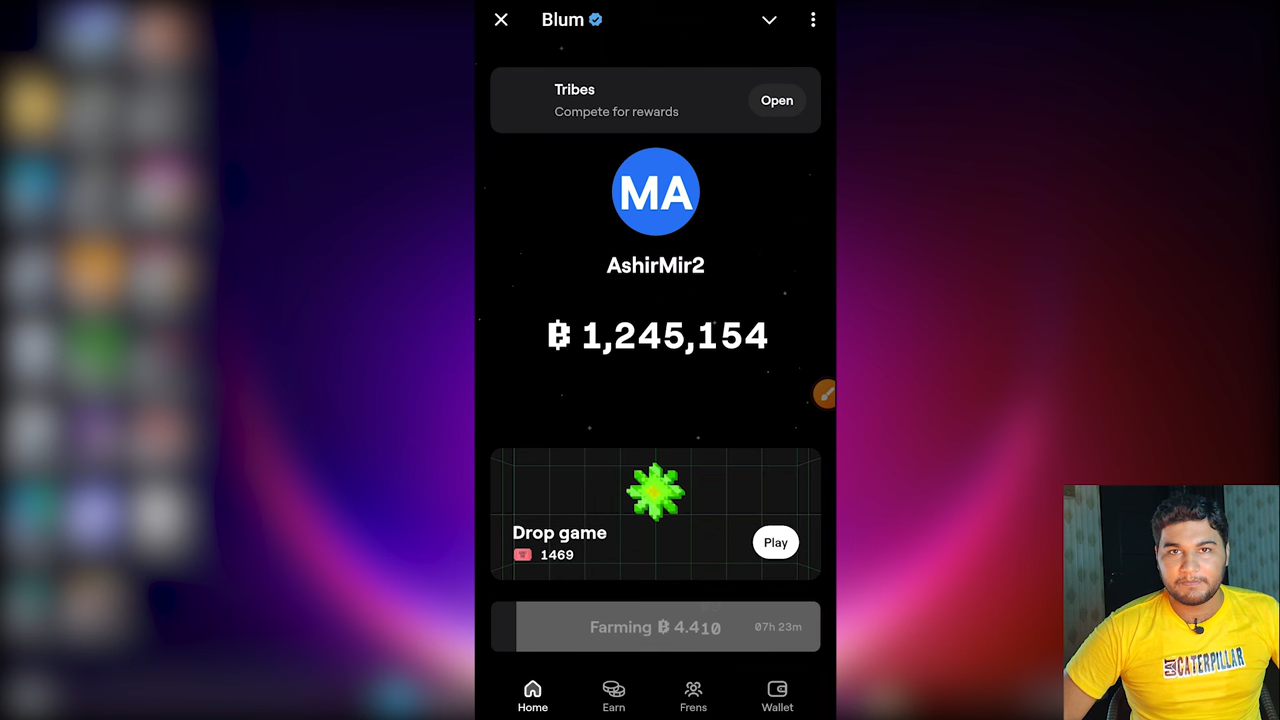 Blum
Tribes
Compete for rewards
Open
MA
AshirMir2
1,245,154
Drop game
1469
Play
Farming 4.410
07h 23m
Home
Earn
Frens
Wallet
CAT CATERPILLAR